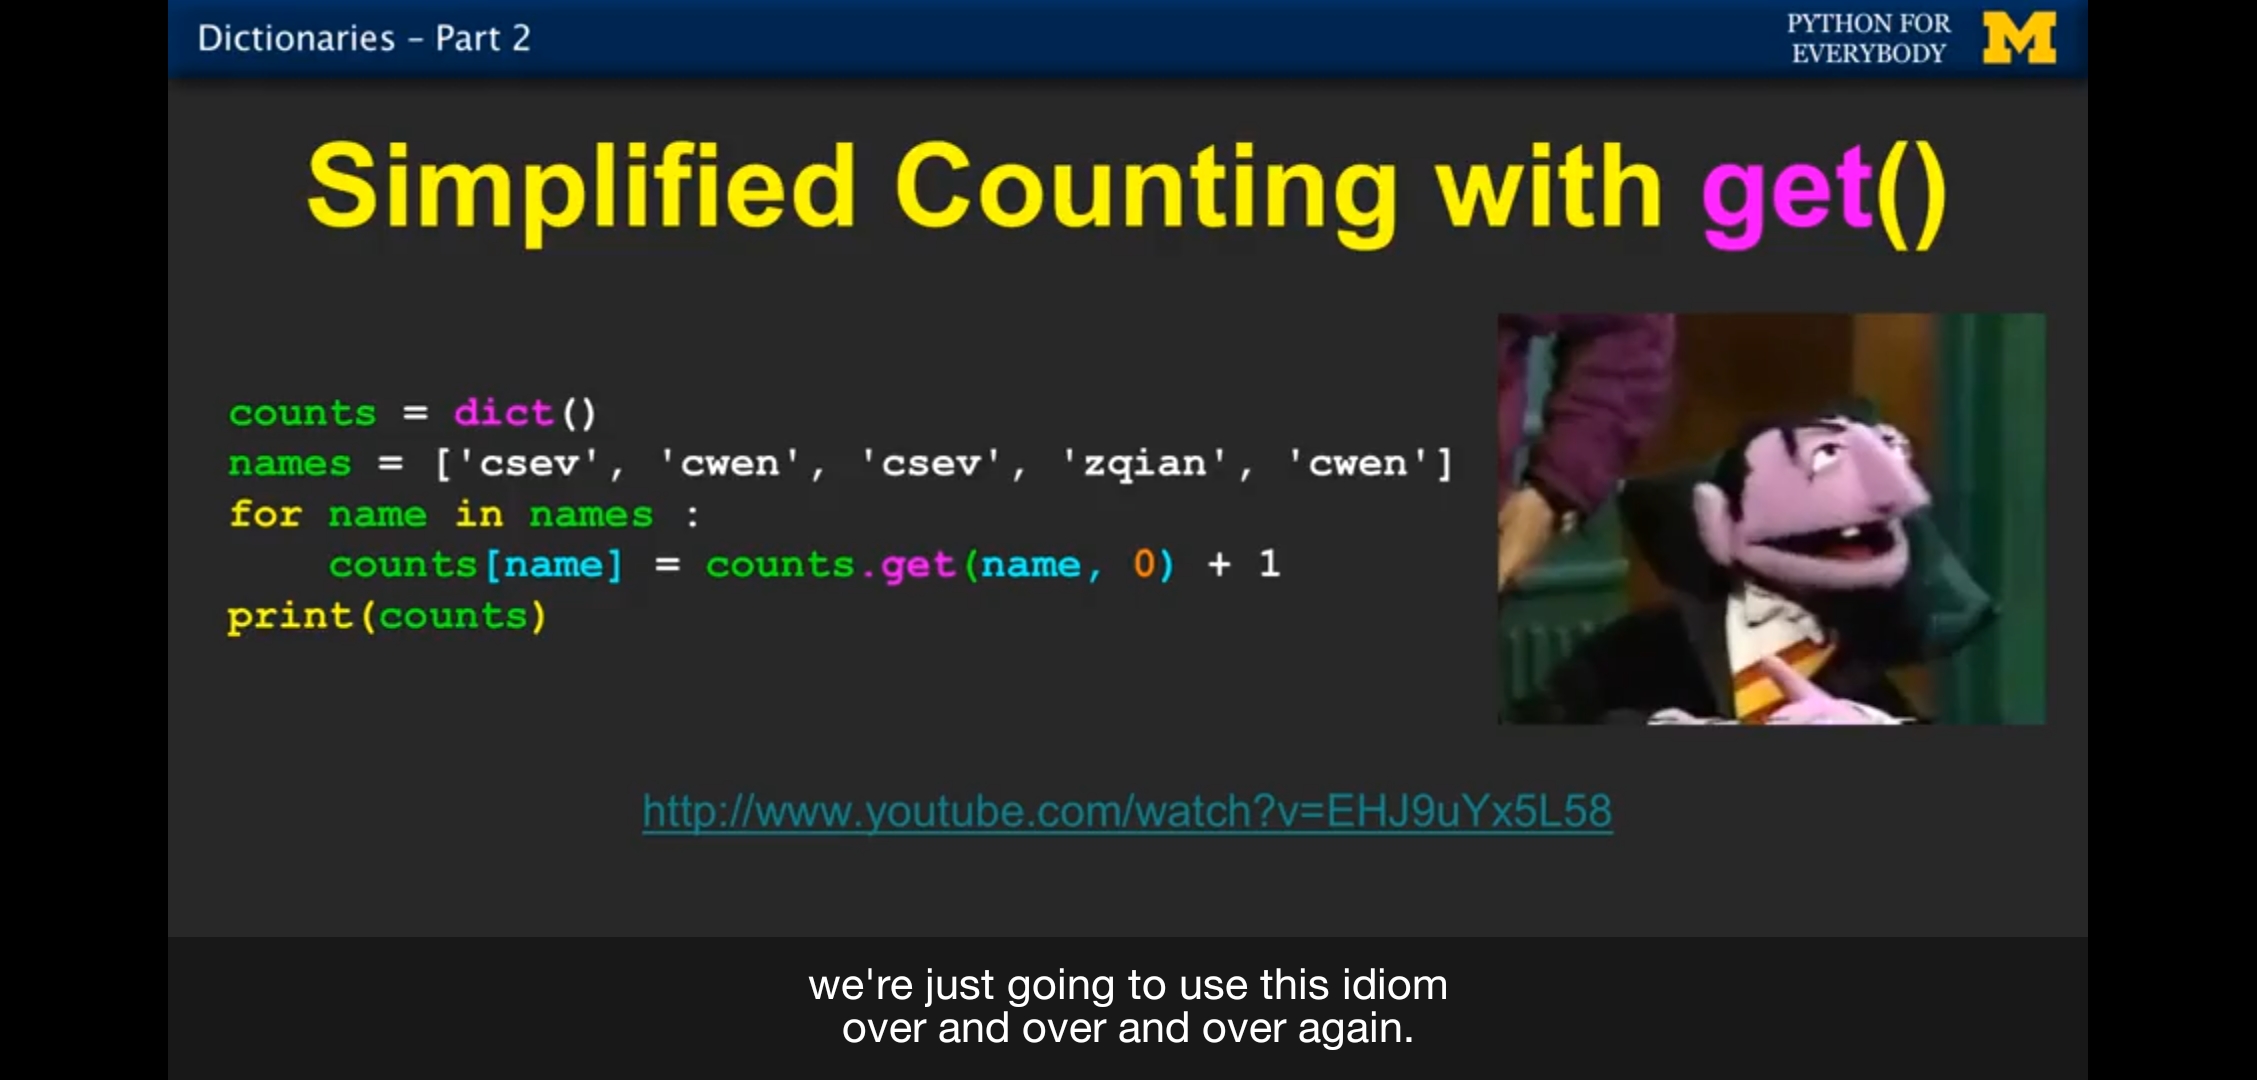 Dictionaries – Part 2
PYTHON FOR
EVERYBODY
M
Simplified Counting with get()
counts = dict()
names = ['csev', 'cwen', 'csev', 'zqian', 'cwen']
for name in names :
    counts[name] = counts.get(name, 0) + 1
print(counts)
http://www.youtube.com/watch?v=EHJ9uYx5L58
we're just going to use this idiom
over and over and over again.